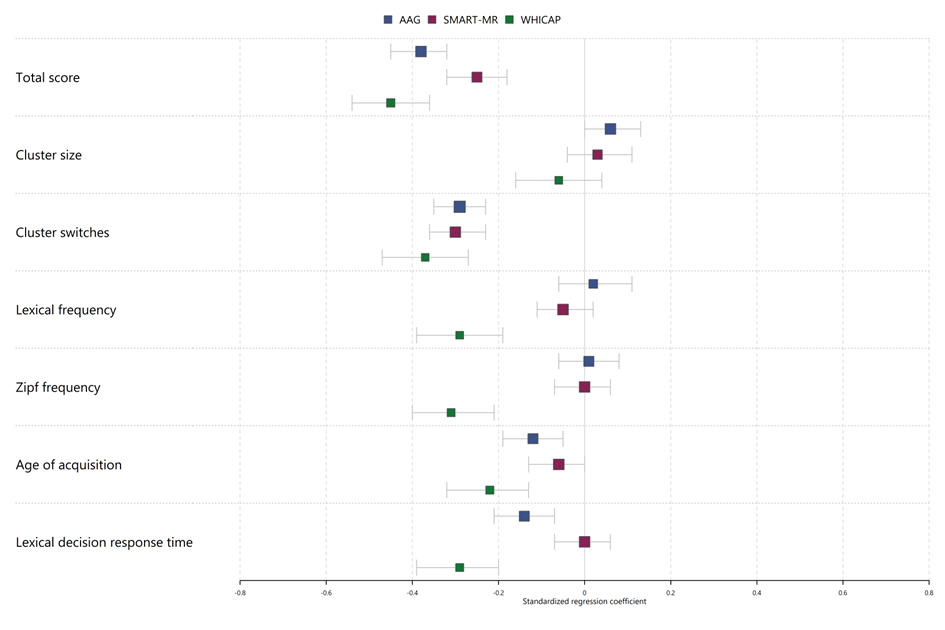 AAG SMART-MR WHICAP
Total score
Cluster size
Cluster switches
Lexical frequency
Zipf frequency
Age of acquisition
Lexical decision response time
-0.8 -0.6 -0.4 -0.2 0 0.2 0.4 0.6 0.8
Standardized regression coefficient